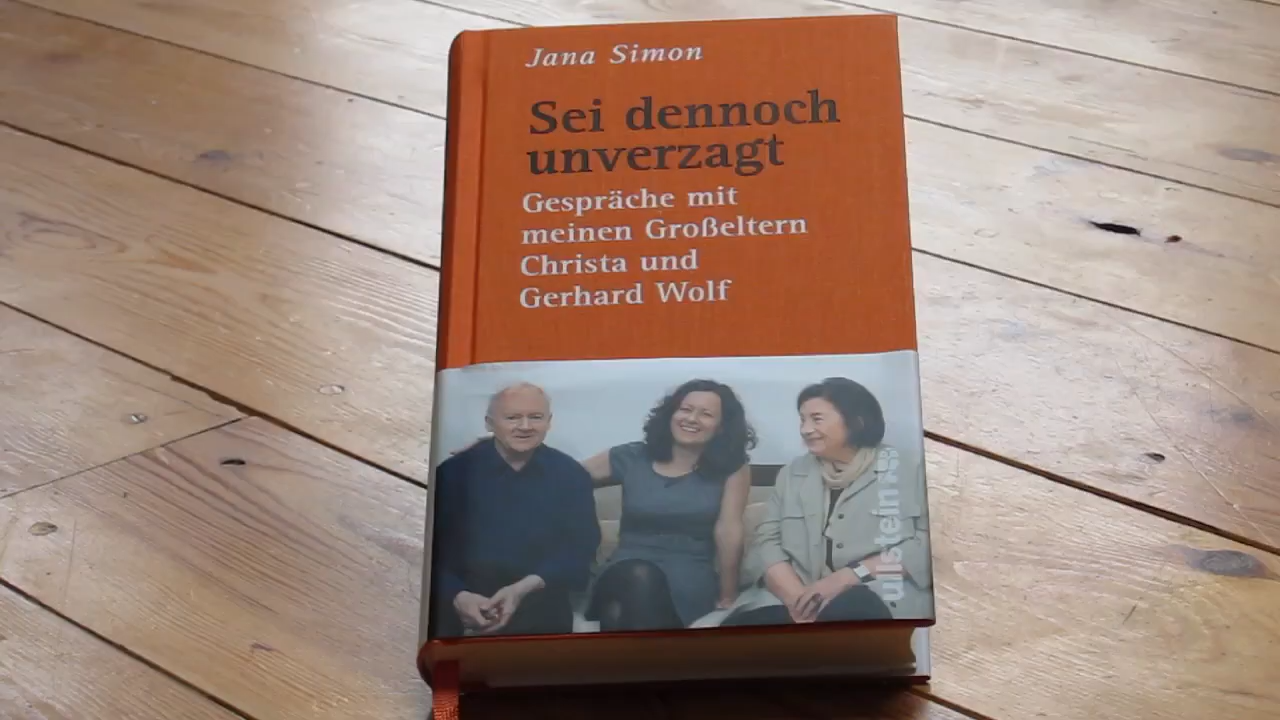 Jana Simon
Sei dennoch
unverzagt
Gespräche mit
meinen Großeltern
Christa und
Gerhard Wolf
ullstein